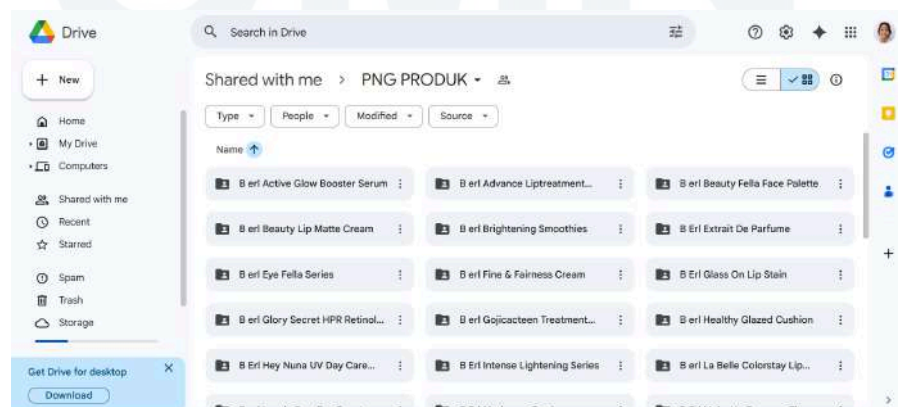 Drive
Search in Drive
New
Home
My Drive
Computers
Shared with me
Recent
Starred
Spam
Trash
Storage
Get Drive for desktop
Download
Shared with me > PNG PRODUK
Type
People
Modified
Source
Name
B erl Active Glow Booster Serum
B erl Advance Liptreatment...
B erl Beauty Fella Face Palette
B erl Beauty Lip Matte Cream
B erl Brightening Smoothies
B Erl Extrait De Parfume
B erl Eye Fella Series
B erl Fine & Fairness Cream
B Erl Glass On Lip Stain
B erl Glory Secret HPR Retinol...
B erl Gojicacteen Treatment...
B erl Healthy Glazed Cushion
B Erl Hey Nuna UV Day Care...
B Erl Intense Lightening Series
B erl La Belle Colorstay Lip...